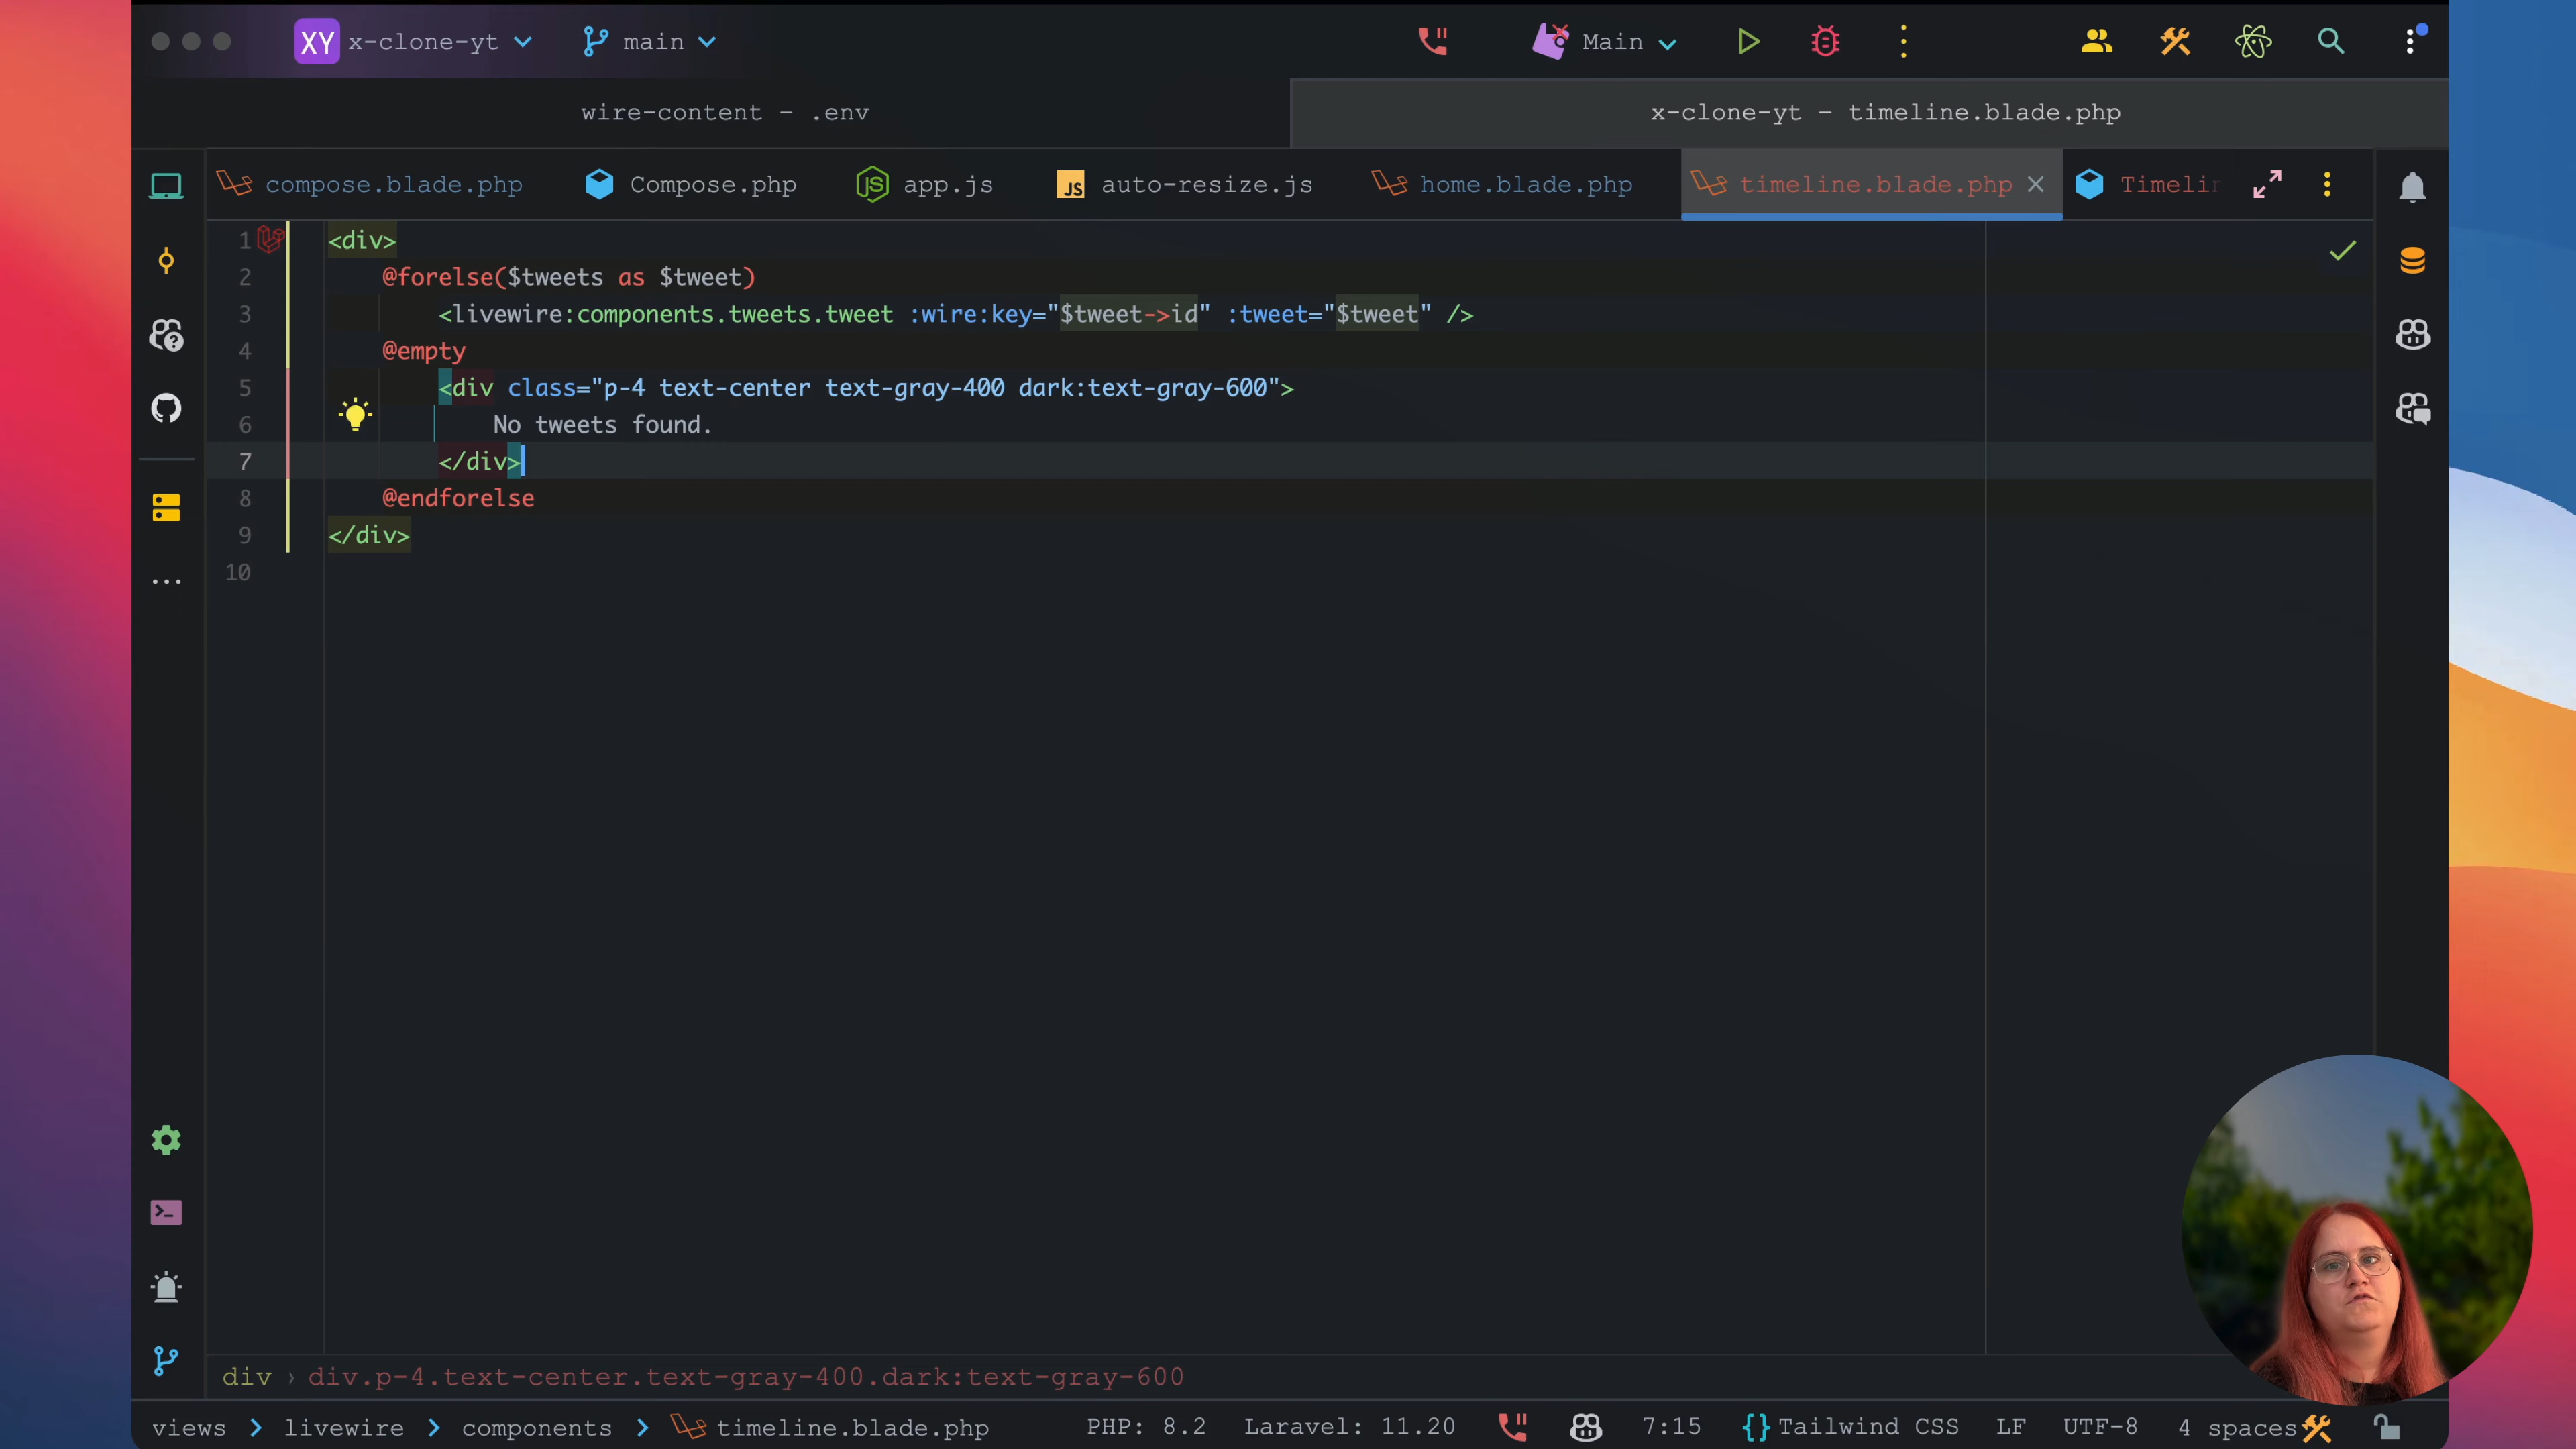 XY x-clone-yt main Main
wire-content – .env x-clone-yt – timeline.blade.php
compose.blade.php Compose.php JS app.js JS auto-resize.js home.blade.php timeline.blade.php Timelin
1 <div>
2 @forelse($tweets as $tweet)
3 <livewire:components.tweets.tweet :wire:key="$tweet->id" :tweet="$tweet" />
4 @empty
5 <div class="p-4 text-center text-gray-400 dark:text-gray-600">
6 No tweets found.
7 </div>
8 @endforelse
9 </div>
10
div › div.p-4.text-center.text-gray-400.dark:text-gray-600
views > livewire > components > timeline.blade.php PHP: 8.2 Laravel: 11.20 7:15 {} Tailwind CSS LF UTF-8 4 spaces